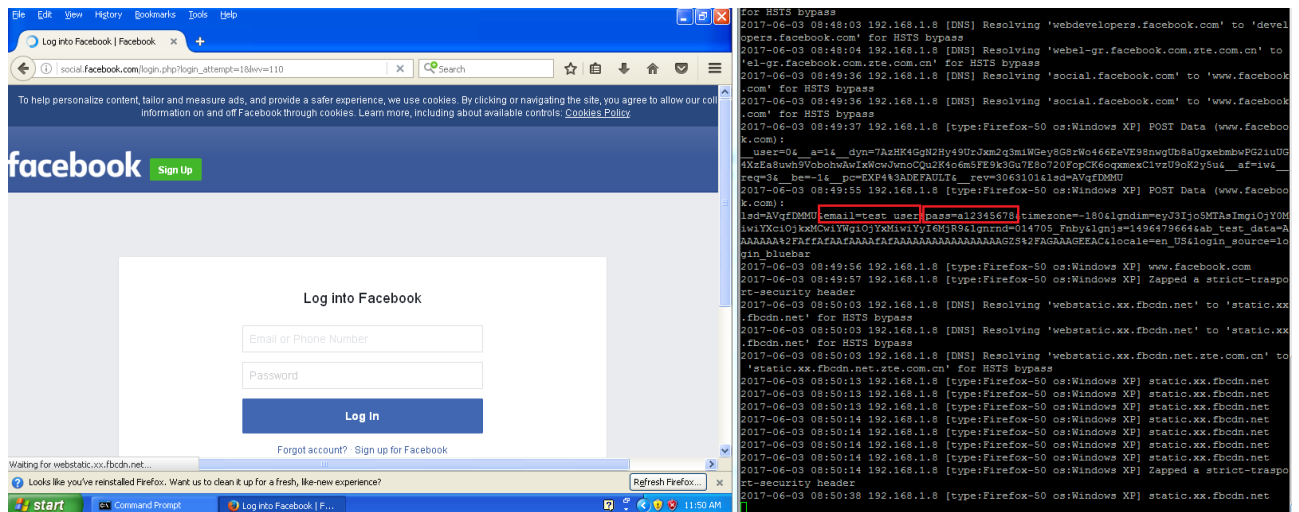 File Edit View History Bookmarks Tools Help
Log into Facebook | Facebook × +
social.facebook.com/login.php?login_attempt=1&lwv=110
Search
To help personalize content, tailor and measure ads, and provide a safer experience, we use cookies. By clicking or navigating the site, you agree to allow our coll
information on and off Facebook through cookies. Learn more, including about available controls: Cookies Policy.
facebook Sign Up
Log into Facebook
Email or Phone Number
Password
Log In
Forgot account? · Sign up for Facebook
Waiting for webstatic.xx.fbcdn.net...
Looks like you've reinstalled Firefox. Want us to clean it up for a fresh, like-new experience? Refresh Firefox... ×
start Command Prompt Log into Facebook | F... 11:50 AM
for HSTS bypass
2017-06-03 08:48:03 192.168.1.8 [DNS] Resolving 'webdevelopers.facebook.com' to 'devel
opers.facebook.com' for HSTS bypass
2017-06-03 08:48:04 192.168.1.8 [DNS] Resolving 'webel-gr.facebook.com.zte.com.cn' to
'el-gr.facebook.com.zte.com.cn' for HSTS bypass
2017-06-03 08:49:36 192.168.1.8 [DNS] Resolving 'social.facebook.com' to 'www.facebook
.com' for HSTS bypass
2017-06-03 08:49:36 192.168.1.8 [DNS] Resolving 'social.facebook.com' to 'www.facebook
.com' for HSTS bypass
2017-06-03 08:49:37 192.168.1.8 [type:Firefox-50 os:Windows XP] POST Data (www.faceboo
k.com):
__user=0&__a=1&__dyn=7AzHK4GgN2Hy49UrJxm2q3miWGey8G8rWo466EeVE98nwgUb8aUgxebmbwPG2iuUG
4XzEa8uwh9VobohwAwIxWcwJwnoCQu2K4o6m5FE9k3Gu7E8o720FopCK6oqxmexC1vzU9oK2y5u&__af=iw&__
req=3&__be=-1&__pc=EXP4%3ADEFAULT&__rev=3063101&lsd=AVqfDMMU
2017-06-03 08:49:55 192.168.1.8 [type:Firefox-50 os:Windows XP] POST Data (www.faceboo
k.com):
lsd=AVqfDMMU&email=test_user&pass=a12345678&timezone=-180&lgndim=eyJ3Ijo5MTAsImgiOjY0M
iwiYXciOjkxMCwiYWgiOjYxMiwiYyI6MjR9&lgnrnd=014705_Fnby&lgnjs=1496479664&ab_test_data=A
AAAAA%2FAffAfAAfAAAAfAfAAAAAAAAAAAAAAAAAGZS%2FAGAAAGEEAC&locale=en_US&login_source=lo
gin_bluebar
2017-06-03 08:49:56 192.168.1.8 [type:Firefox-50 os:Windows XP] www.facebook.com
2017-06-03 08:49:57 192.168.1.8 [type:Firefox-50 os:Windows XP] Zapped a strict-traspo
rt-security header
2017-06-03 08:50:03 192.168.1.8 [DNS] Resolving 'webstatic.xx.fbcdn.net' to 'static.xx
.fbcdn.net' for HSTS bypass
2017-06-03 08:50:03 192.168.1.8 [DNS] Resolving 'webstatic.xx.fbcdn.net' to 'static.xx
.fbcdn.net' for HSTS bypass
2017-06-03 08:50:03 192.168.1.8 [DNS] Resolving 'webstatic.xx.fbcdn.net.zte.com.cn' to
'static.xx.fbcdn.net.zte.com.cn' for HSTS bypass
2017-06-03 08:50:13 192.168.1.8 [type:Firefox-50 os:Windows XP] static.xx.fbcdn.net
2017-06-03 08:50:13 192.168.1.8 [type:Firefox-50 os:Windows XP] static.xx.fbcdn.net
2017-06-03 08:50:13 192.168.1.8 [type:Firefox-50 os:Windows XP] static.xx.fbcdn.net
2017-06-03 08:50:14 192.168.1.8 [type:Firefox-50 os:Windows XP] static.xx.fbcdn.net
2017-06-03 08:50:14 192.168.1.8 [type:Firefox-50 os:Windows XP] static.xx.fbcdn.net
2017-06-03 08:50:14 192.168.1.8 [type:Firefox-50 os:Windows XP] static.xx.fbcdn.net
2017-06-03 08:50:14 192.168.1.8 [type:Firefox-50 os:Windows XP] static.xx.fbcdn.net
2017-06-03 08:50:14 192.168.1.8 [type:Firefox-50 os:Windows XP] Zapped a strict-traspo
rt-security header
2017-06-03 08:50:38 192.168.1.8 [type:Firefox-50 os:Windows XP] static.xx.fbcdn.net